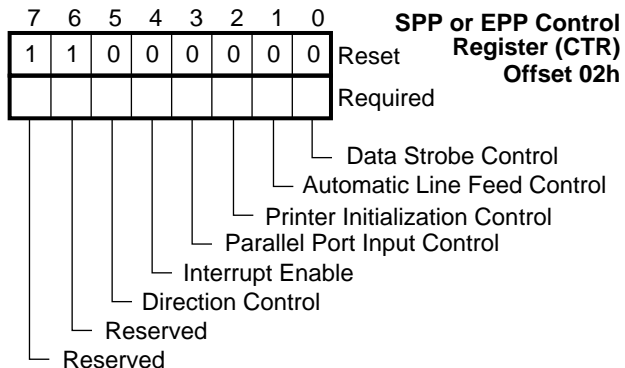 7 6 5 4 3 2 1 0
SPP or EPP Control
Register (CTR)
Offset 02h
1 1 0 0 0 0 0 0 Reset
Required
Data Strobe Control
Automatic Line Feed Control
Printer Initialization Control
Parallel Port Input Control
Interrupt Enable
Direction Control
Reserved
Reserved